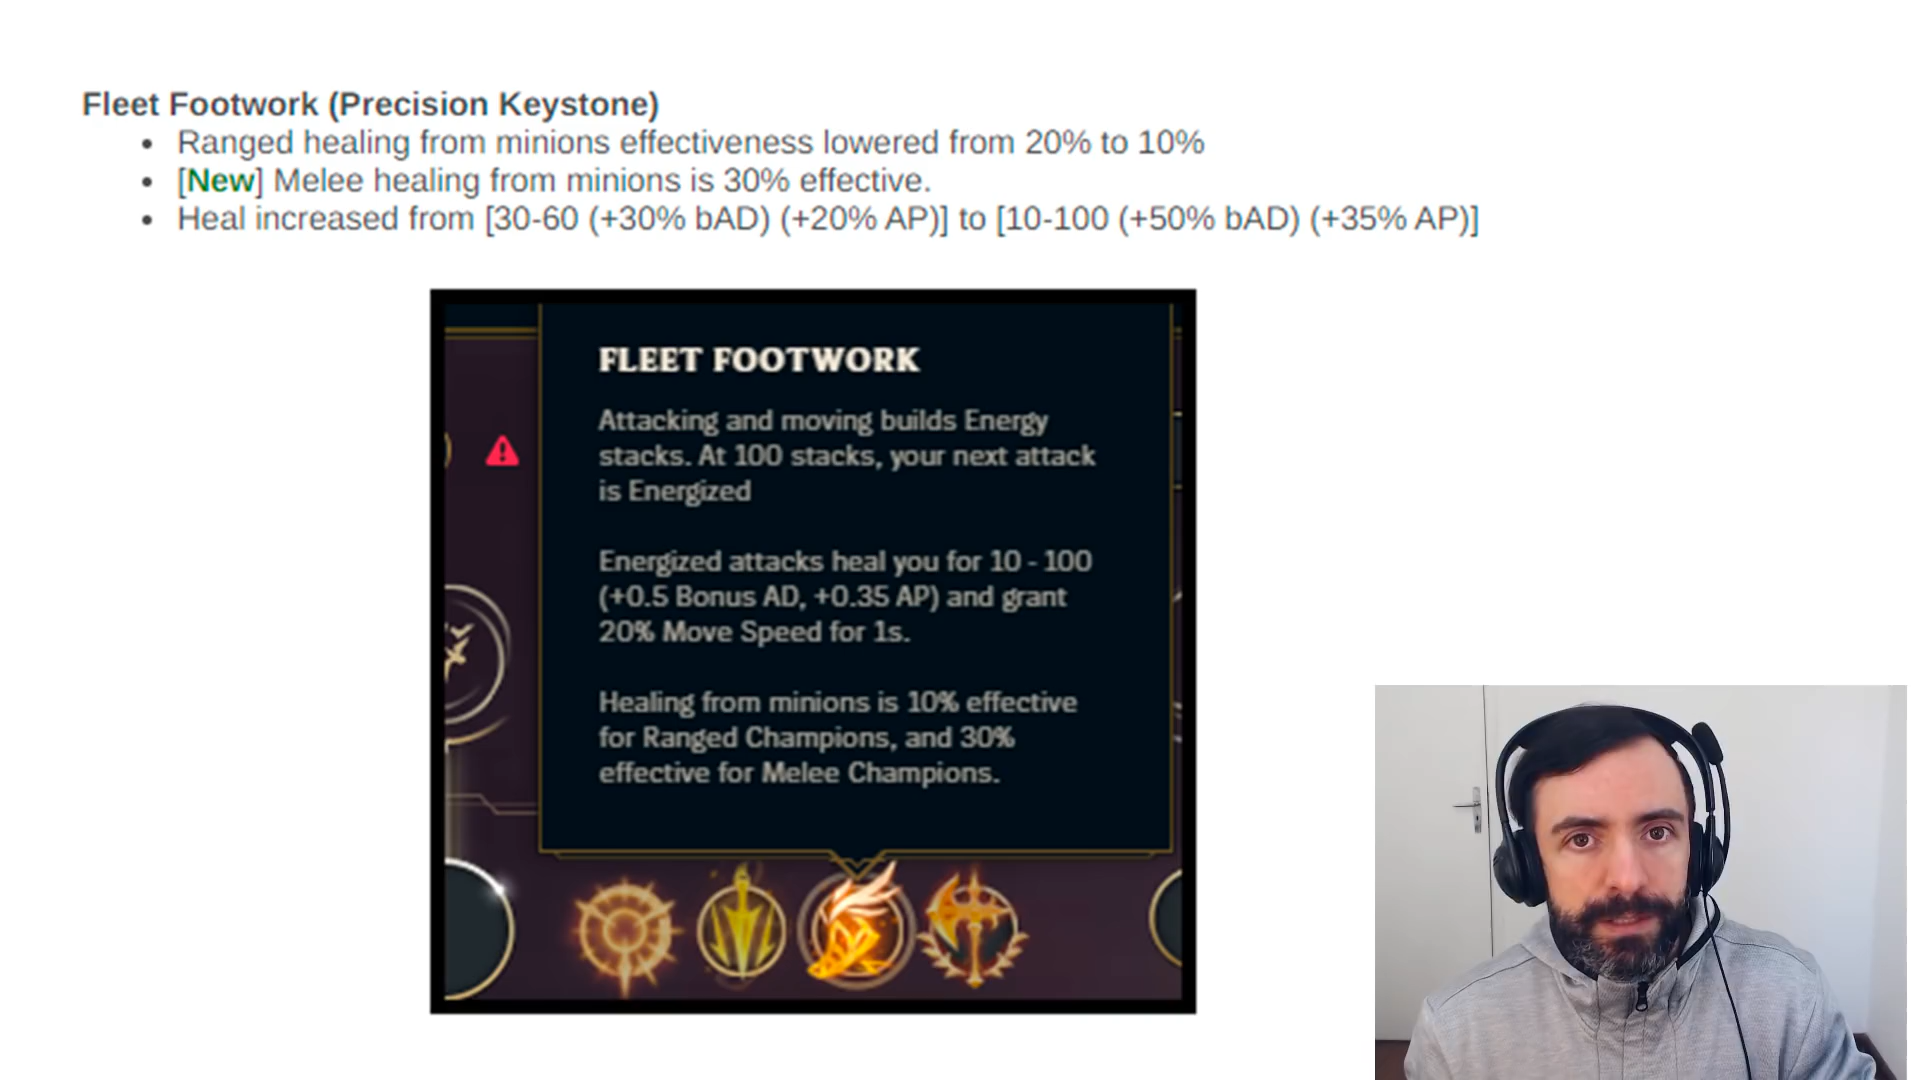 Fleet Footwork (Precision Keystone)
• Ranged healing from minions effectiveness lowered from 20% to 10%
• [New] Melee healing from minions is 30% effective.
• Heal increased from [30-60 (+30% bAD) (+20% AP)] to [10-100 (+50% bAD) (+35% AP)]
FLEET FOOTWORK
Attacking and moving builds Energy
stacks. At 100 stacks, your next attack
is Energized
Energized attacks heal you for 10 - 100
(+0.5 Bonus AD, +0.35 AP) and grant
20% Move Speed for 1s.
Healing from minions is 10% effective
for Ranged Champions, and 30%
effective for Melee Champions.